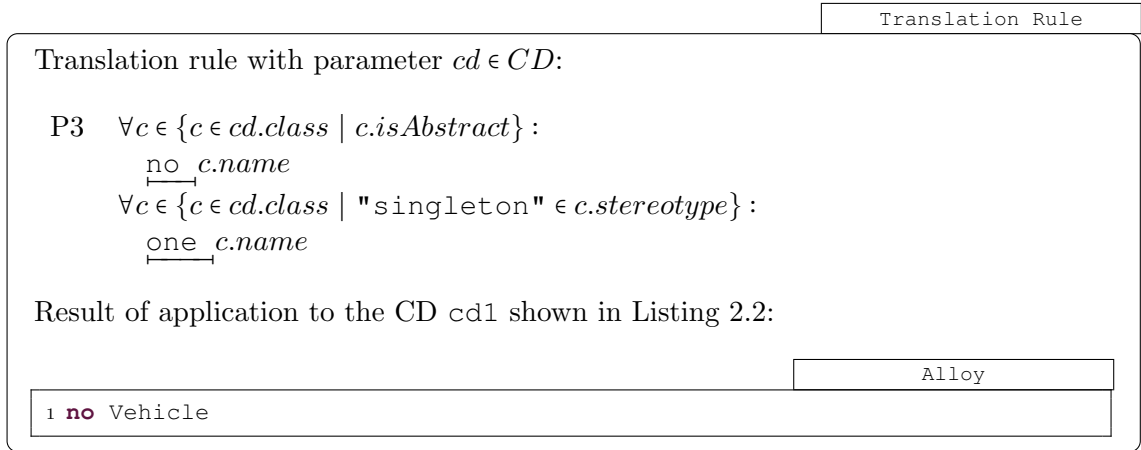 Translation Rule
Translation rule with parameter cd ∈ CD:
P3 ∀c ∈ {c ∈ cd.class | c.isAbstract} :
no c.name
∀c ∈ {c ∈ cd.class | "singleton" ∈ c.stereotype} :
one c.name
Result of application to the CD cd1 shown in Listing 2.2:
Alloy
1 no Vehicle